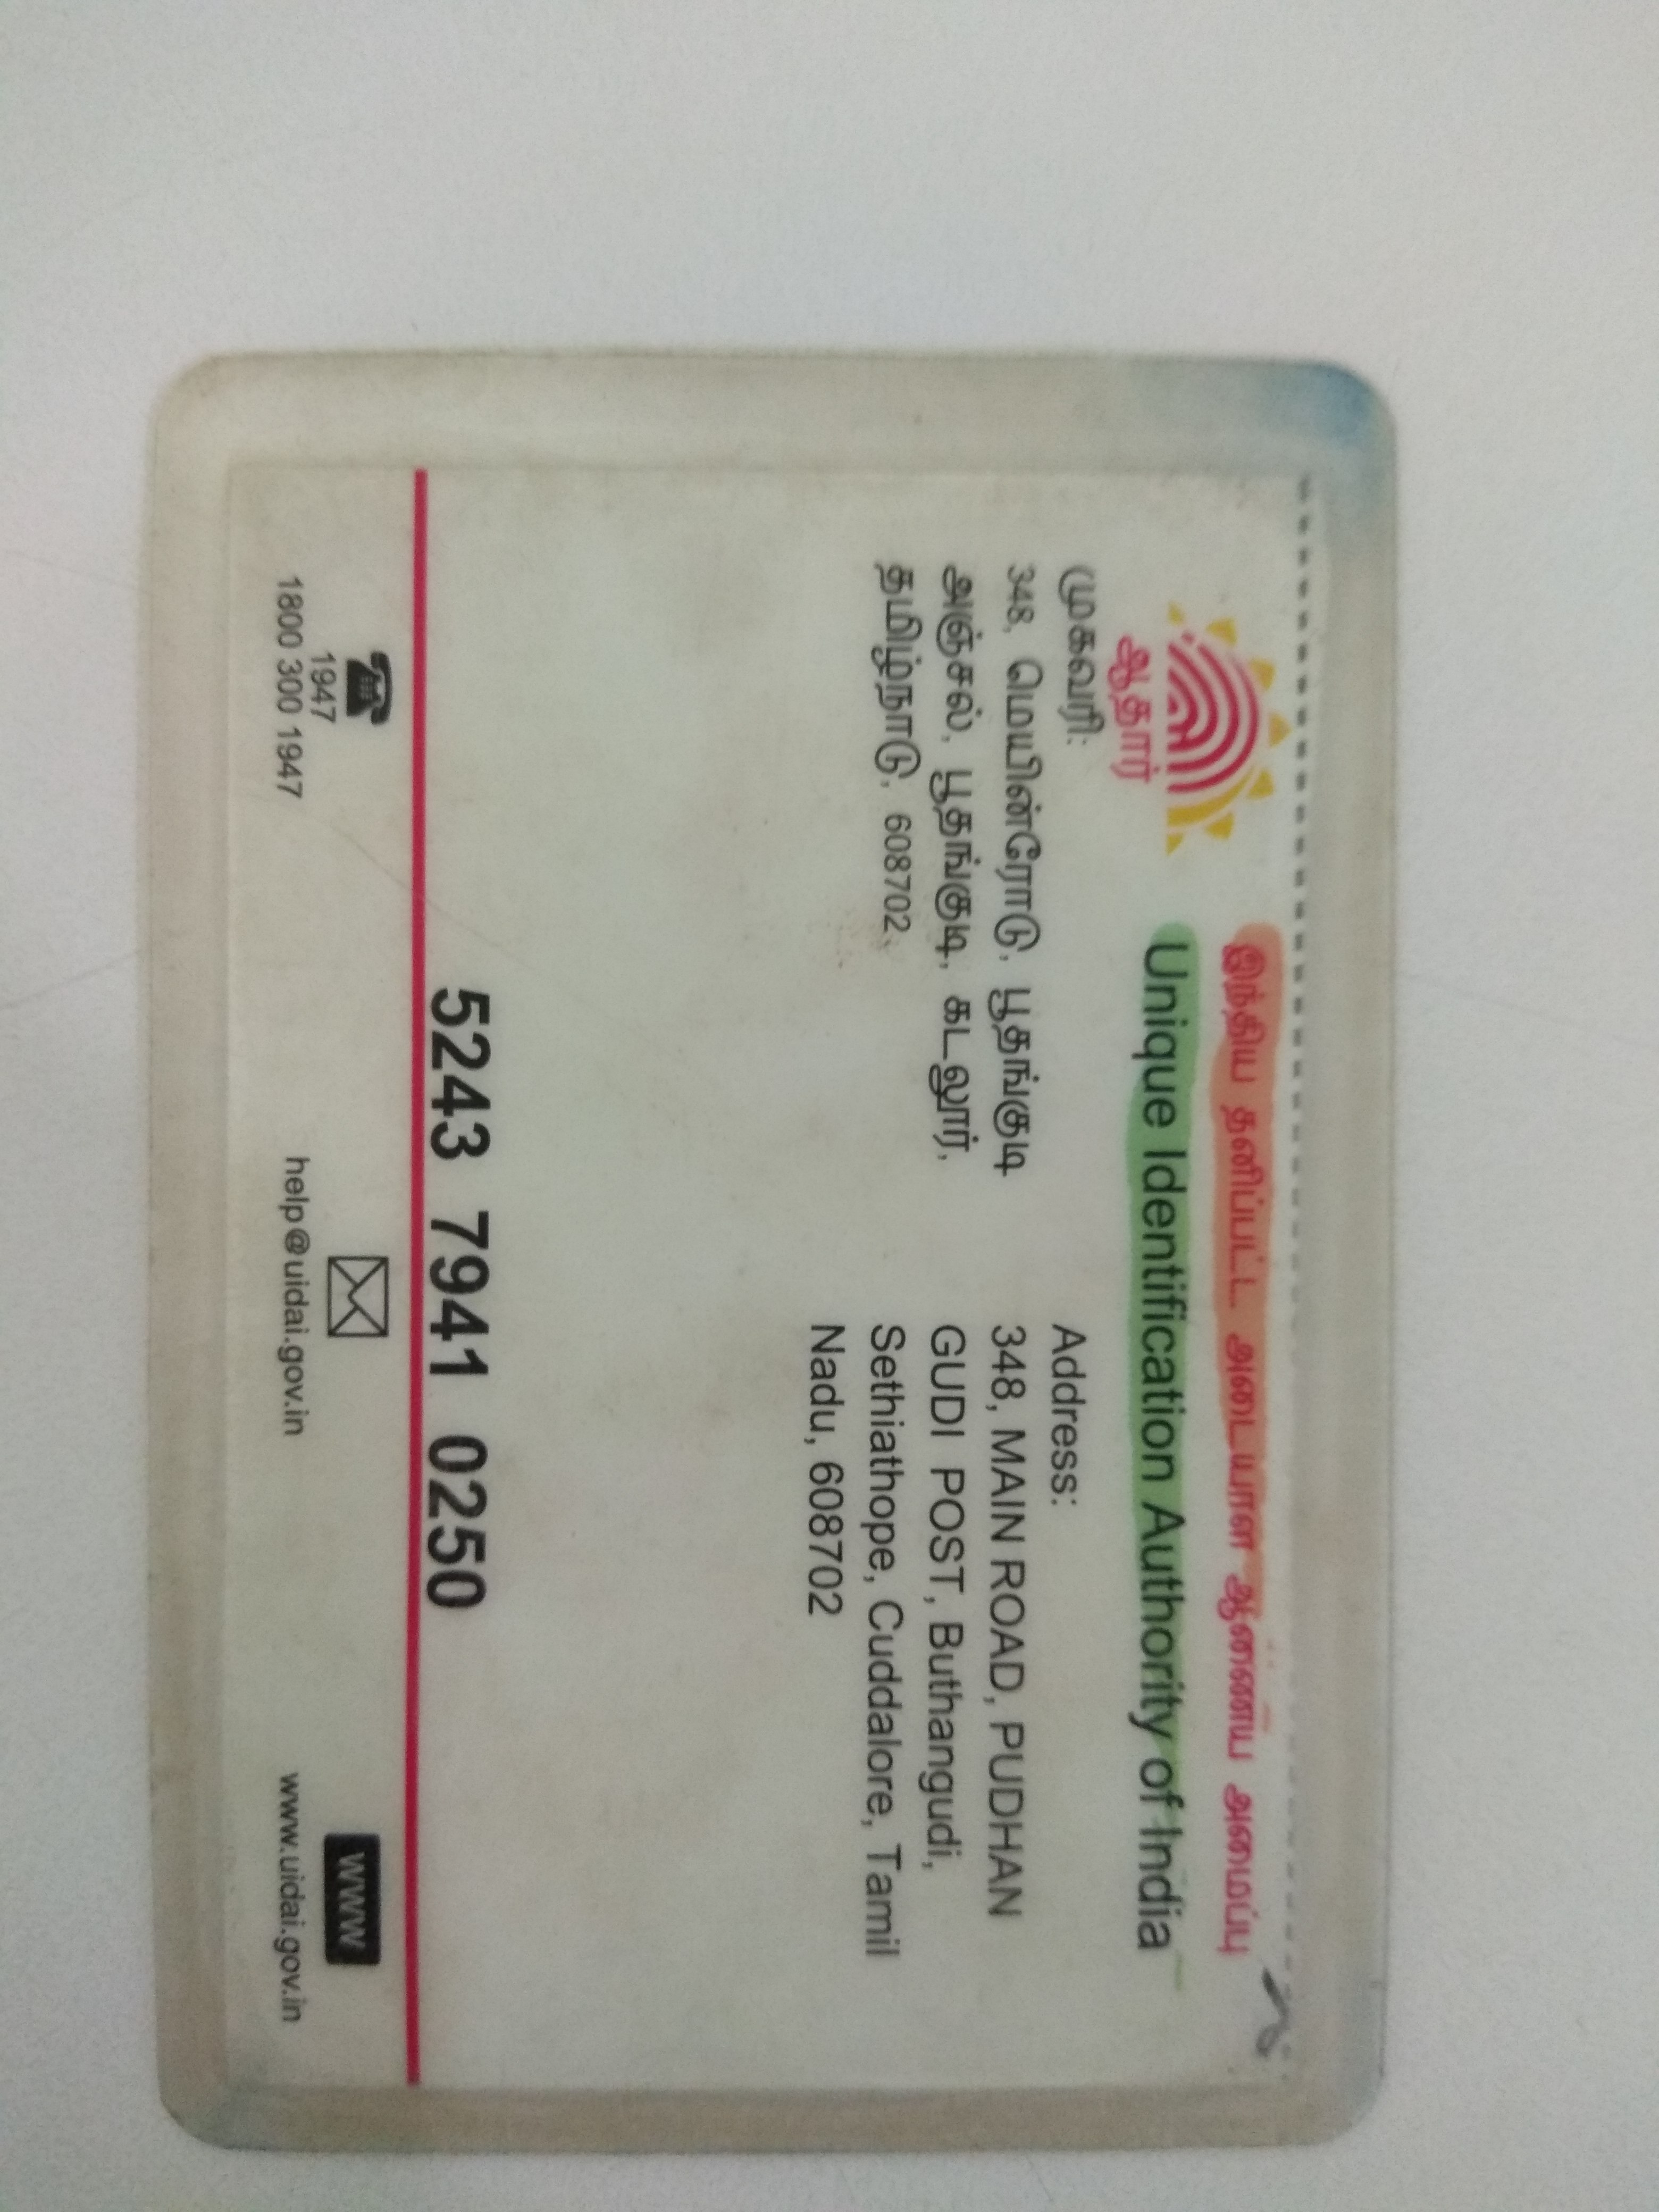 இந்திய தனிப்பட்ட அடையாள ஆணைய அமைப்பு
Unique Identification Authority of India
ஆதார்
முகவரி:
348, மெயின்ரோடு, பூதங்குடி
அஞ்சல், பூதங்குடி, கடலூர்,
தமிழ்நாடு, 608702
Address:
348, MAIN ROAD, PUDHAN
GUDI POST, Buthangudi,
Sethiathope, Cuddalore, Tamil
Nadu, 608702
5243 7941 0250
1947
1800 300 1947
help@uidai.gov.in
WWW
www.uidai.gov.in